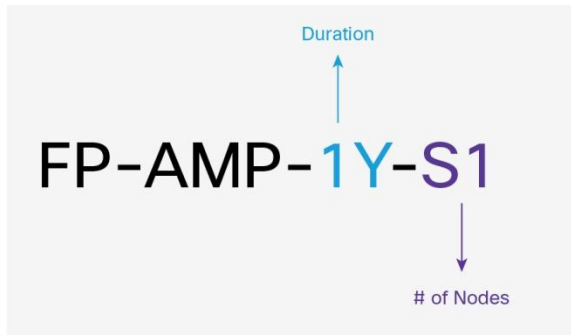 Duration
FP-AMP-1Y-S1
# of Nodes